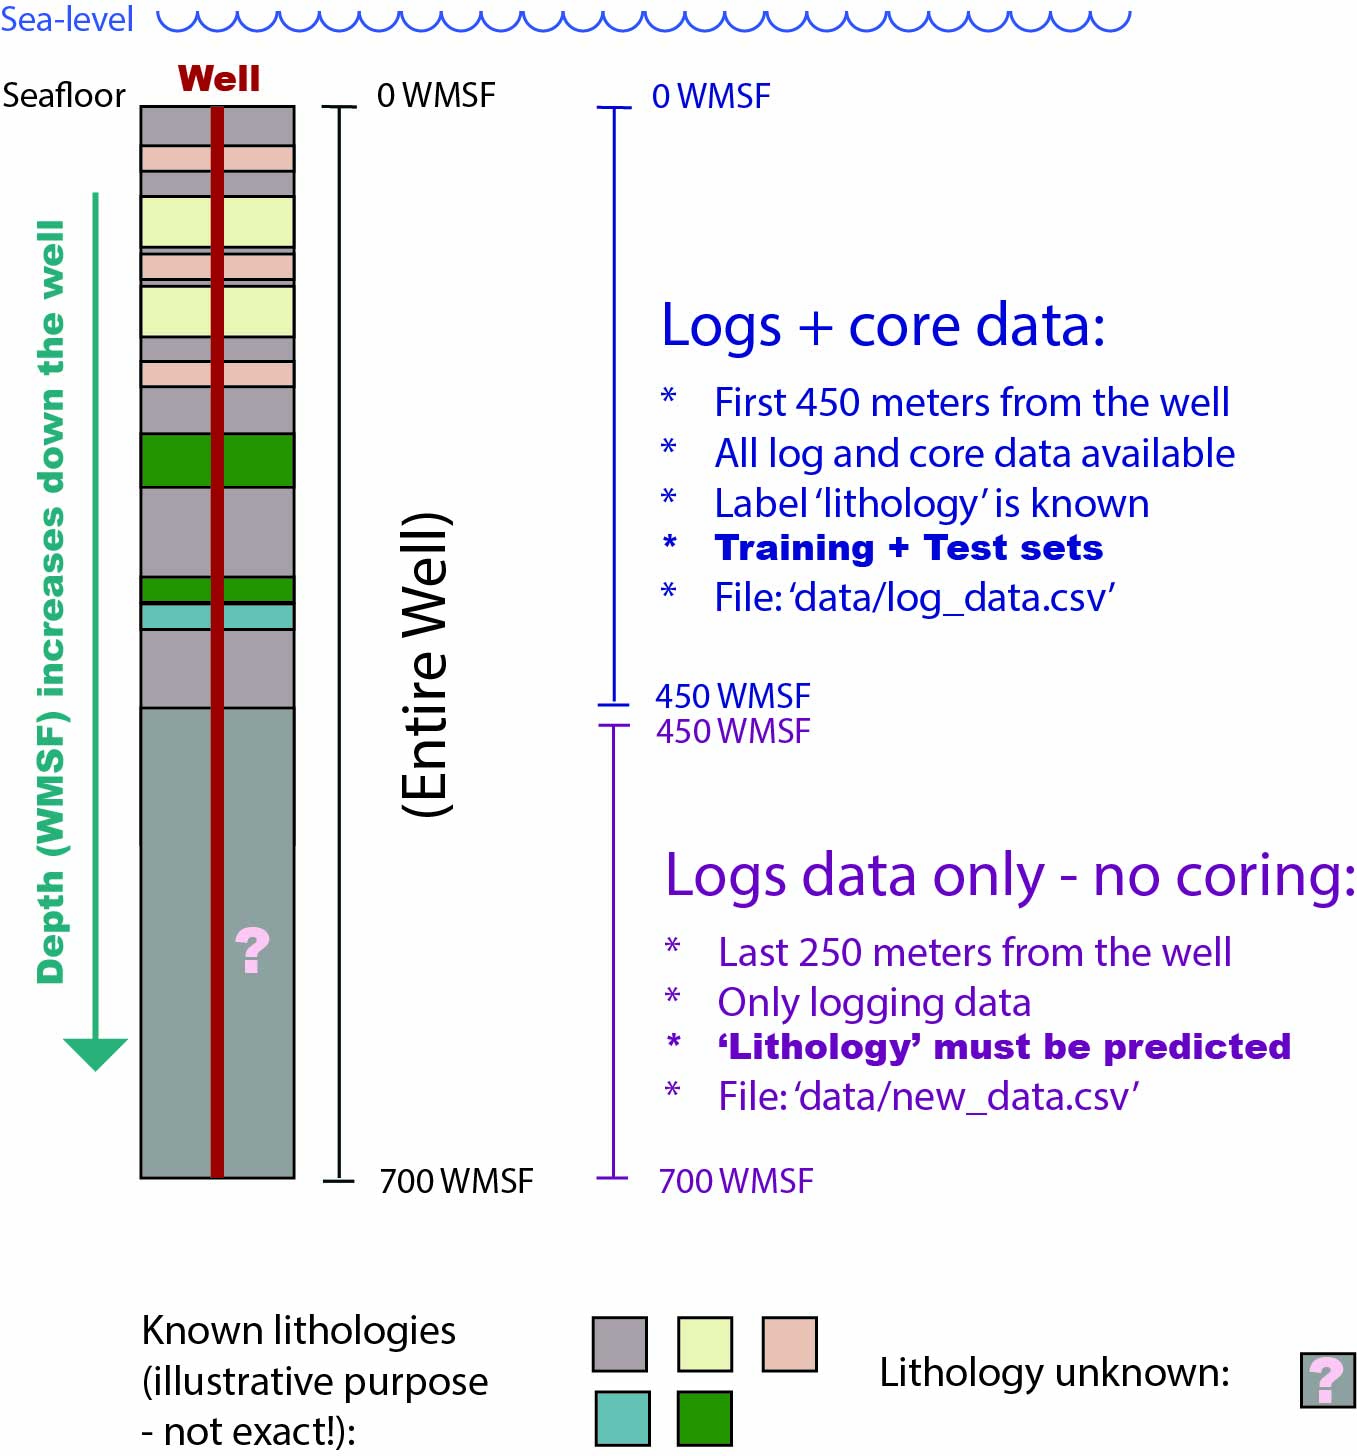 Sea-level
Well
Seafloor
0 WMSF
0 WMSF
Depth (WMSF) increases down the well
(Entire Well)
Logs + core data:
* First 450 meters from the well
* All log and core data available
* Label ‘lithology’ is known
* Training + Test sets
* File: ‘data/log_data.csv’
450 WMSF
450 WMSF
Logs data only - no coring:
* Last 250 meters from the well
* Only logging data
* ‘Lithology’ must be predicted
* File: ‘data/new_data.csv’
?
700 WMSF
700 WMSF
Known lithologies
(illustrative purpose
- not exact!):
Lithology unknown:
?